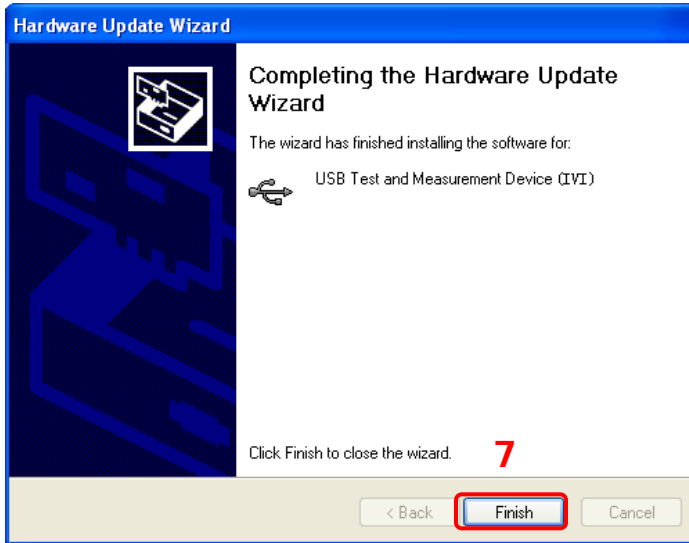 Hardware Update Wizard
Completing the Hardware Update
Wizard
The wizard has finished installing the software for:
USB Test and Measurement Device (IVI)
Click Finish to close the wizard.
7
< Back
Finish
Cancel